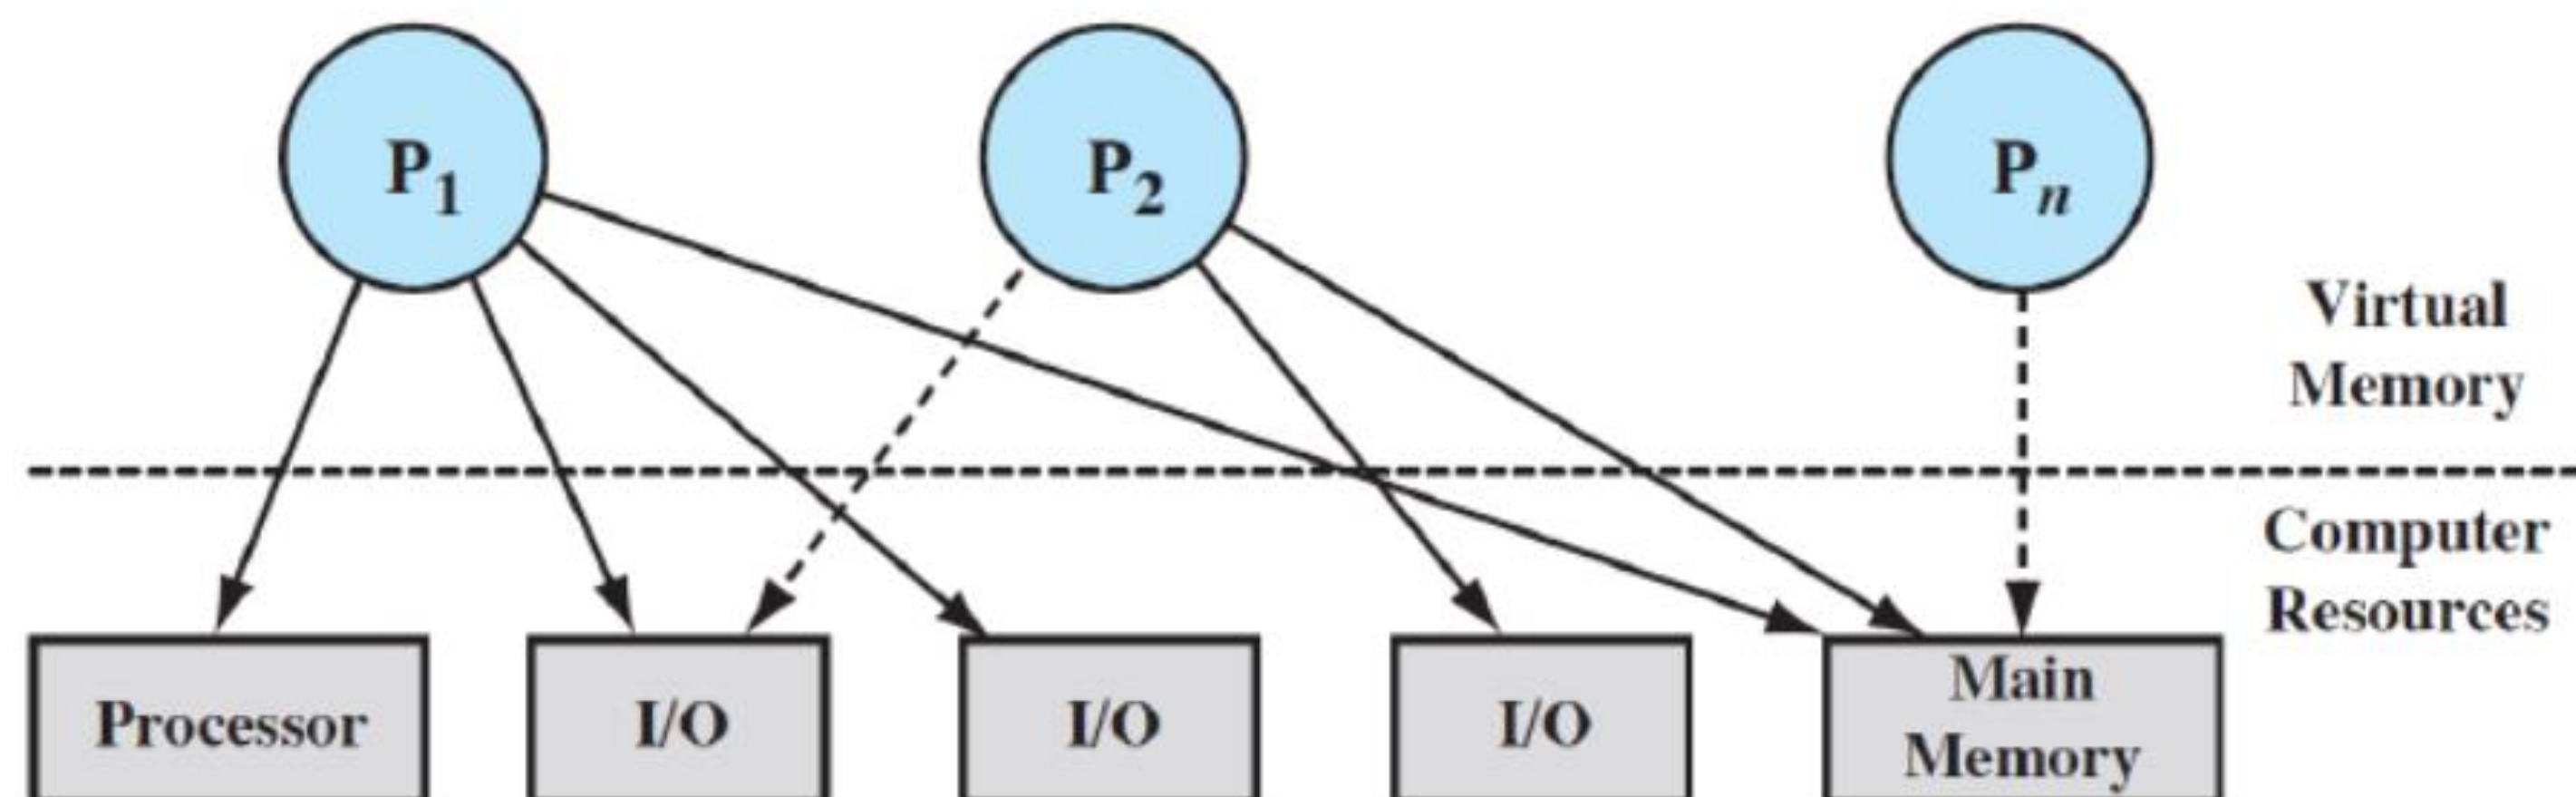 P1
P2
Pn
Virtual
Memory
Computer
Resources
Processor
I/O
I/O
I/O
Main
Memory